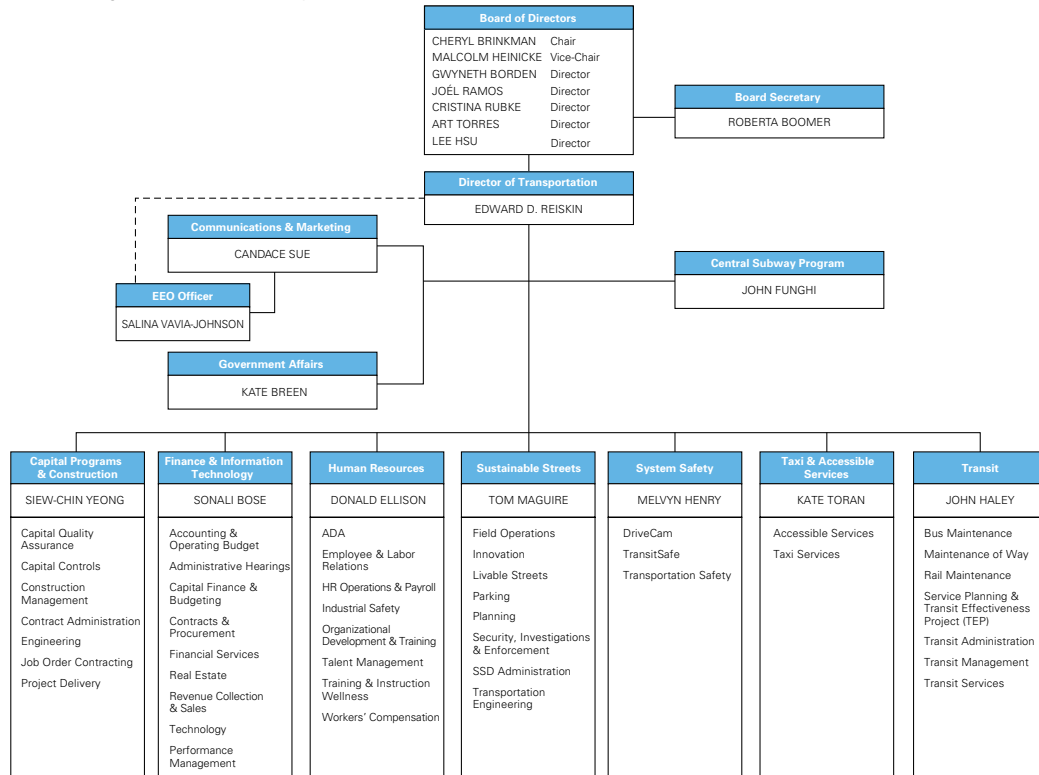 Board of Directors
CHERYL BRINKMAN Chair
MALCOLM HEINICKE Vice-Chair
GWYNETH BORDEN Director
JOÉL RAMOS Director
CRISTINA RUBKE Director
ART TORRES Director
LEE HSU Director
Board Secretary
ROBERTA BOOMER
Director of Transportation
EDWARD D. REISKIN
Communications & Marketing
CANDACE SUE
Central Subway Program
JOHN FUNGHI
EEO Officer
SALINA VAVIA-JOHNSON
Government Affairs
KATE BREEN
Capital Programs
& Construction
SIEW-CHIN YEONG
Capital Quality
Assurance
Capital Controls
Construction
Management
Contract Administration
Engineering
Job Order Contracting
Project Delivery
Finance & Information
Technology
SONALI BOSE
Accounting &
Operating Budget
Administrative Hearings
Capital Finance &
Budgeting
Contracts &
Procurement
Financial Services
Real Estate
Revenue Collection
& Sales
Technology
Performance
Management
Human Resources
DONALD ELLISON
ADA
Employee & Labor
Relations
HR Operations & Payroll
Industrial Safety
Organizational
Development & Training
Talent Management
Training & Instruction
Wellness
Workers' Compensation
Sustainable Streets
TOM MAGUIRE
Field Operations
Innovation
Livable Streets
Parking
Planning
Security, Investigations
& Enforcement
SSD Administration
Transportation
Engineering
System Safety
MELVYN HENRY
DriveCam
TransitSafe
Transportation Safety
Taxi & Accessible
Services
KATE TORAN
Accessible Services
Taxi Services
Transit
JOHN HALEY
Bus Maintenance
Maintenance of Way
Rail Maintenance
Service Planning &
Transit Effectiveness
Project (TEP)
Transit Administration
Transit Management
Transit Services